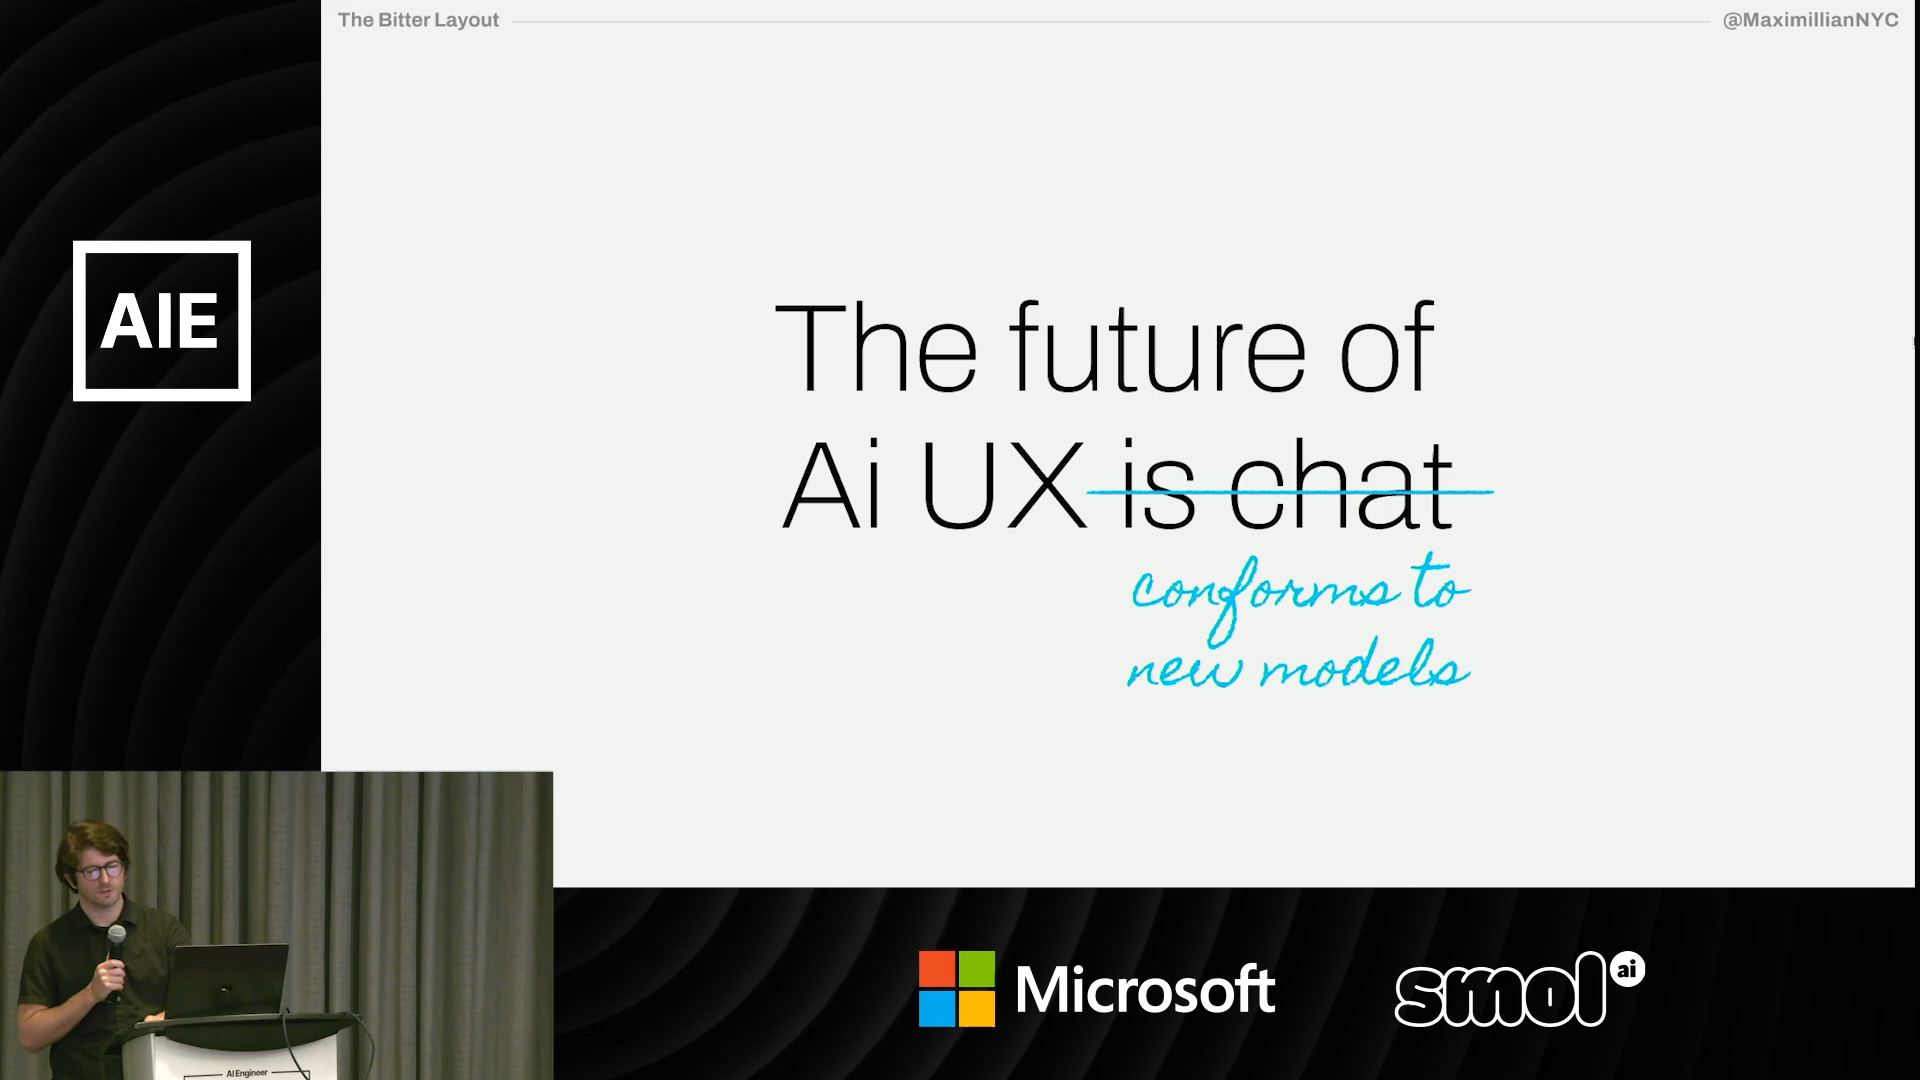 The Bitter Layout
@MaximillianNYC
AIE
The future of
Ai UX is chat
conforms to
new models
AI Engineer
Microsoft
smol ai